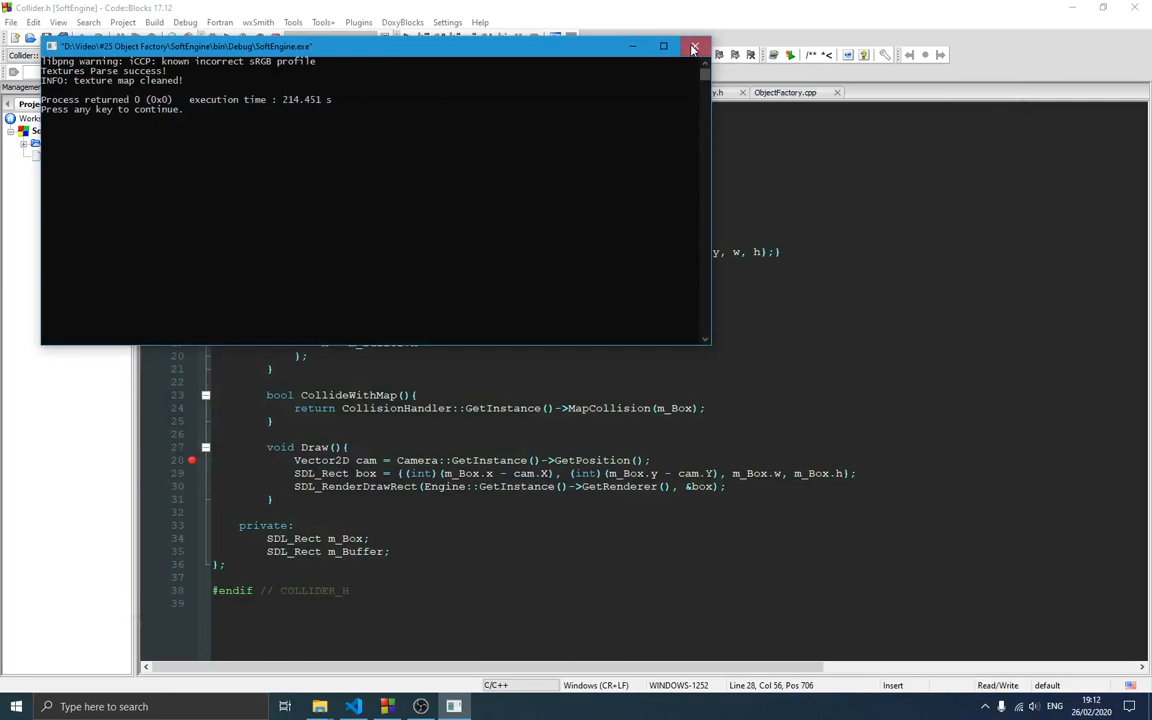 Collider.h [SoftEngine] - Code::Blocks 17.12
File Edit View Search Project Build Debug Fortran wxSmith Tools Tools+ Plugins DoxyBlocks Settings Help
"D:\Video\#25 Object Factory\SoftEngine\bin\Debug\SoftEngine.exe"
Collider::
/** *<
libpng warning: iCCP: known incorrect sRGB profile
Textures Parse success!
INFO: texture map cleaned!
Process returned 0 (0x0)   execution time : 214.451 s
Press any key to continue.
Management
Proje
Works
So
.h
ObjectFactory.cpp
y, w, h};}
20 };
21 }
22
23 bool CollideWithMap(){
24 return CollisionHandler::GetInstance()->MapCollision(m_Box);
25 }
26
27 void Draw(){
28 Vector2D cam = Camera::GetInstance()->GetPosition();
29 SDL_Rect box = {(int)(m_Box.x - cam.X), (int)(m_Box.y - cam.Y), m_Box.w, m_Box.h};
30 SDL_RenderDrawRect(Engine::GetInstance()->GetRenderer(), &box);
31 }
32
33 private:
34 SDL_Rect m_Box;
35 SDL_Rect m_Buffer;
36 };
37
38 #endif // COLLIDER_H
39
C/C++ Windows (CR+LF) WINDOWS-1252 Line 28, Col 56, Pos 706 Insert Read/Write default
Type here to search
ENG
19:12
26/02/2020